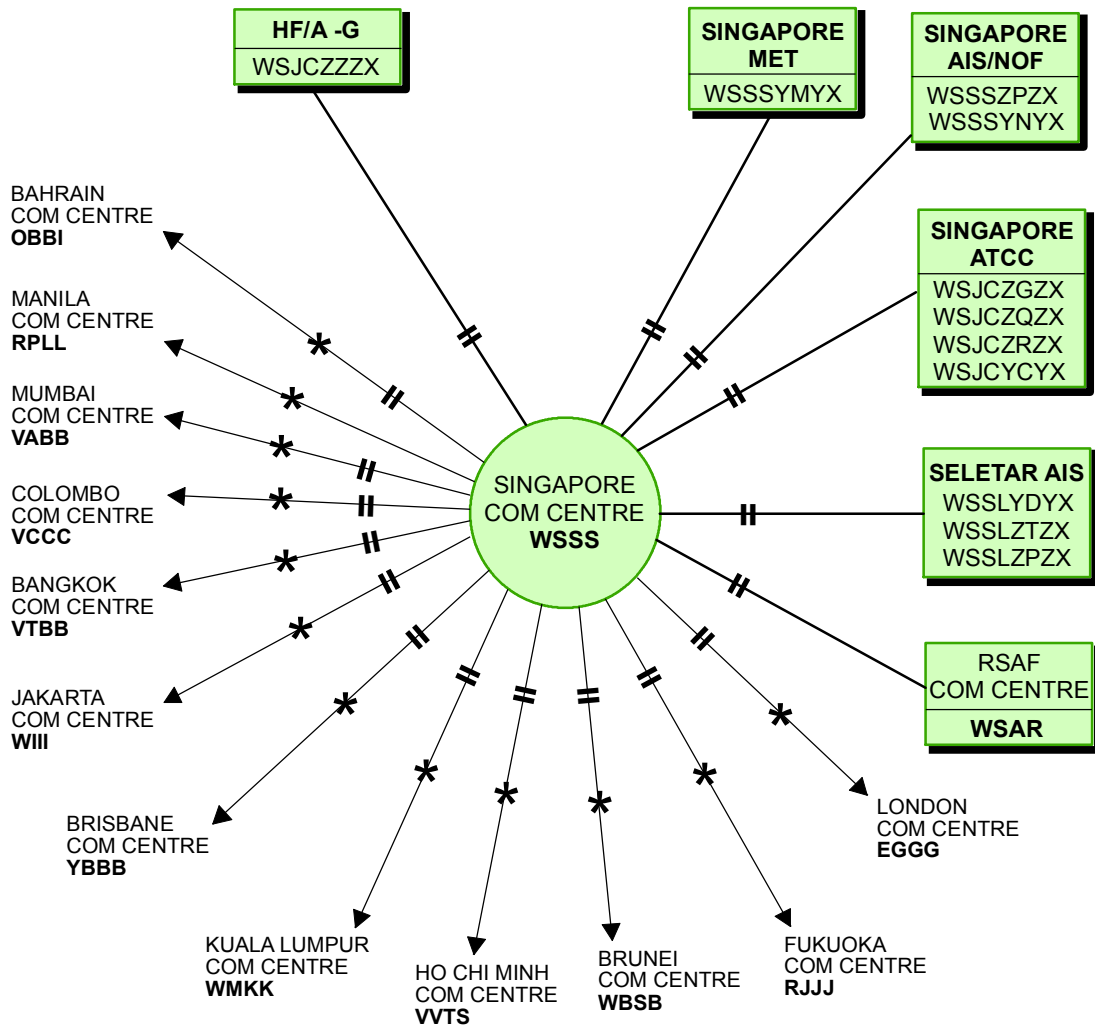 HF/A -G
WSJCZZZX
SINGAPORE
MET
WSSSYMYX
SINGAPORE
AIS/NOF
WSSSZPZX
WSSSYNYX
SINGAPORE
ATCC
WSJCZGZX
WSJCZQZX
WSJCZRZX
WSJCYCYX
SELETAR AIS
WSSLYDYX
WSSLZTZX
WSSLZPZX
RSAF
COM CENTRE
WSAR
SINGAPORE
COM CENTRE
WSSS
BAHRAIN
COM CENTRE
OBBI
MANILA
COM CENTRE
RPLL
MUMBAI
COM CENTRE
VABB
COLOMBO
COM CENTRE
VCCC
BANGKOK
COM CENTRE
VTBB
JAKARTA
COM CENTRE
WIII
BRISBANE
COM CENTRE
YBBB
KUALA LUMPUR
COM CENTRE
WMKK
HO CHI MINH
COM CENTRE
VVTS
BRUNEI
COM CENTRE
WBSB
FUKUOKA
COM CENTRE
RJJJ
LONDON
COM CENTRE
EGGG